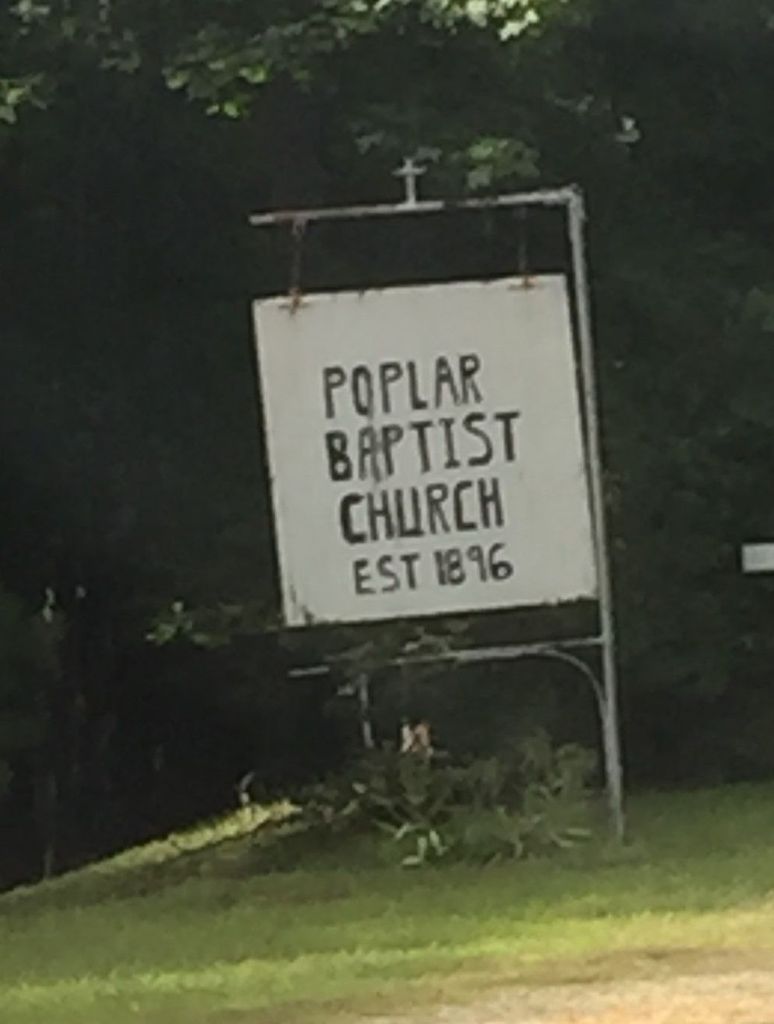 POPLAR
BAPTIST
CHURCH
EST 1896